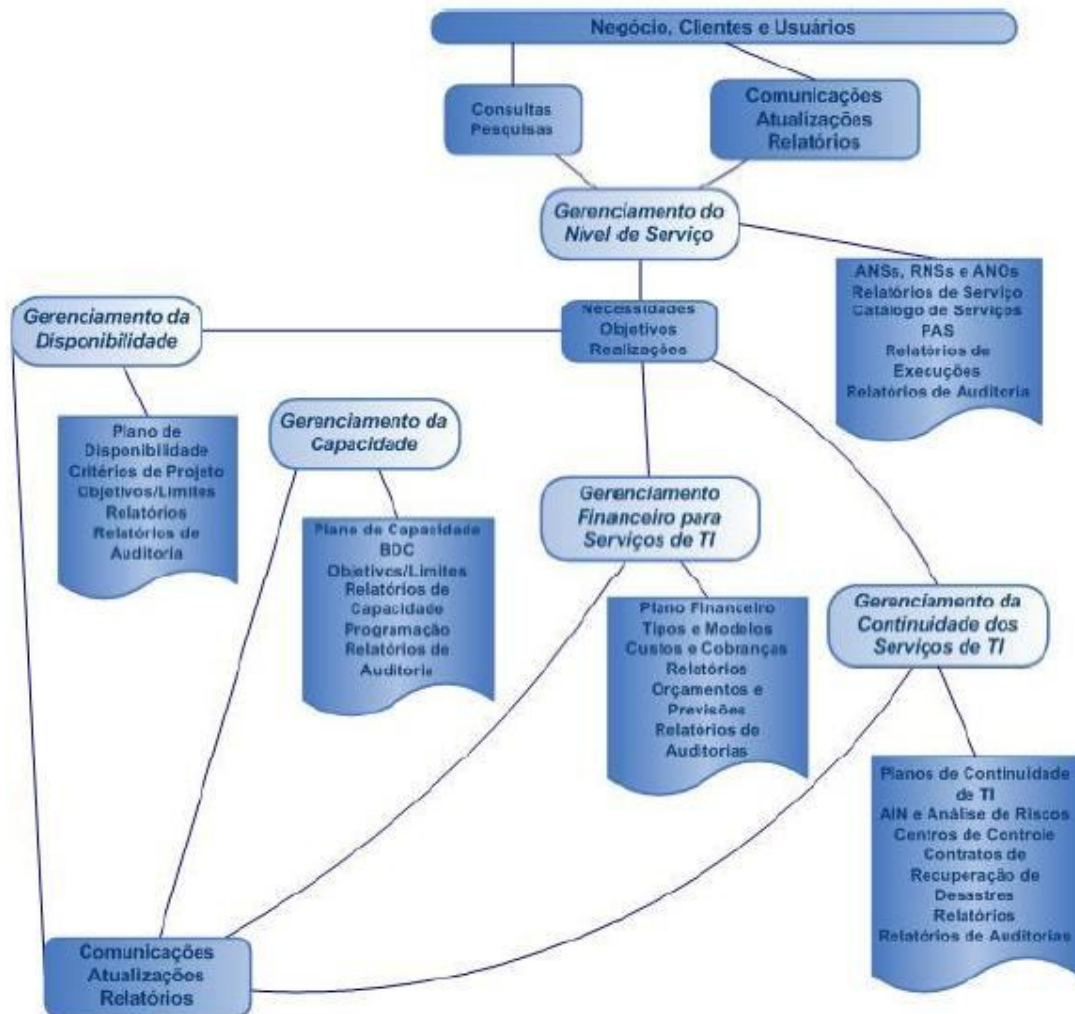 Negócio, Clientes e Usuários
Consultas
Pesquisas
Comunicações
Atualizações
Relatórios
Gerenciamento do
Nível de Serviço
ANSs, RNSs e ANOs
Relatórios de Serviço
Catálogo de Serviços
PAS
Relatórios de
Execuções
Relatórios de Auditoria
Gerenciamento da
Disponibilidade
Necessidades
Objetivos
Realizações
Plano de
Disponibilidade
Critérios de Projeto
Objetivos/Limites
Relatórios
Relatórios de
Auditoria
Gerenciamento da
Capacidade
Plano de Capacidade
BDC
Objetivos/Limites
Relatórios de
Capacidade
Programação
Relatórios de
Auditoria
Gerenciamento
Financeiro para
Serviços de TI
Plano Financeiro
Tipos e Modelos
Custos e Cobranças
Relatórios
Orçamentos e
Previsões
Relatórios de
Auditorias
Gerenciamento da
Continuidade dos
Serviços de TI
Planos de Continuidade
de TI
AIN e Análise de Riscos
Centros de Controle
Contratos de
Recuperação de
Desastres
Relatórios
Relatórios de Auditorias
Comunicações
Atualizações
Relatórios